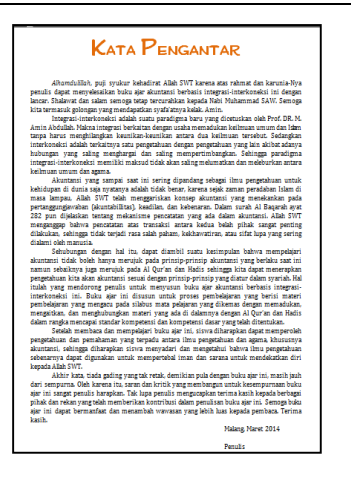 KATA PENGANTAR
Alhamdulillah, puji syukur kehadirat Allah SWT karena atas rahmat dan karunia-Nya
penulis dapat menyelesaikan buku ajar akuntansi berbasis integrasi-interkoneksi ini dengan
lancar. Shalawat dan salam semoga tetap tercurahkan kepada Nabi Muhammad SAW. Semoga
kita termasuk golongan yang mendapatkan syafa'atnya kelak. Amin.
Integrasi-interkoneksi adalah suatu paradigma baru yang dicetuskan oleh Prof. DR. M.
Amin Abdullah. Makna integrasi berkaitan dengan usaha memadukan keilmuan umum dan Islam
tanpa harus menghilangkan keunikan-keunikan antara dua keilmuan tersebut. Sedangkan
interkoneksi adalah terkaitnya satu pengetahuan dengan pengetahuan yang lain akibat adanya
hubungan yang saling menghargai dan saling mempertimbangkan. Sehingga paradigma
integrasi-interkoneksi memiliki maksud tidak akan saling melumatkan dan meleburkan antara
keilmuan umum dan agama.
Akuntansi yang sampai saat ini sering dipandang sebagai ilmu pengetahuan untuk
kehidupan di dunia saja nyatanya adalah tidak benar, karena sejak zaman peradaban Islam di
masa lampau, Allah SWT telah menggariskan konsep akuntansi yang menekankan pada
pertanggungjawaban (akuntabilitas), keadilan, dan kebenaran. Dalam surah Al Baqarah ayat
282 pun dijelaskan tentang mekanisme pencatatan yang ada dalam akuntansi. Allah SWT
menganggap bahwa pencatatan atas transaksi antara kedua belah pihak sangat penting
dilakukan, sehingga tidak terjadi rasa salah paham, kekhawatiran, atau sifat lupa yang sering
dialami oleh manusia.
Sehubungan dengan hal itu, dapat diambil suatu kesimpulan bahwa mempelajari
akuntansi tidak boleh hanya merujuk pada prinsip-prinsip akuntansi yang berlaku saat ini
namun sebaiknya juga merujuk pada Al Qur'an dan Hadis sehingga kita dapat menerapkan
pengetahuan kita akan akuntansi sesuai dengan prinsip-prinsip yang diatur dalam syariah. Hal
itulah yang mendorong penulis untuk menyusun buku ajar akuntansi berbasis integrasi-
interkoneksi ini. Buku ajar ini disusun untuk proses pembelajaran yang berisi materi
pembelajaran yang mengacu pada silabus mata pelajaran yang dikemas dengan memadukan,
mengaitkan, dan menghubungkan materi yang ada di dalamnya dengan Al Qur'an dan Hadis
dalam rangka mencapai standar kompetensi dan kompetensi dasar yang telah ditentukan.
Setelah membaca dan mempelajari buku ajar ini, siswa diharapkan dapat memperoleh
pengetahuan dan pemahaman yang terpadu antara ilmu pengetahuan dan agama, khususnya
akuntansi, sehingga diharapkan siswa menyadari dan mengetahui bahwa ilmu pengetahuan
sebenarnya dapat digunakan untuk mempertebal iman dan sarana untuk mendekatkan diri
kepada Allah SWT.
Akhir kata, tiada gading yang tak retak, demikian pula dengan buku ajar ini, masih jauh
dari sempurna. Oleh karena itu, saran dan kritik yang membangun untuk kesempurnaan buku
ajar ini sangat penulis harapkan. Tak lupa penulis mengucapkan terima kasih kepada berbagai
pihak dan rekan yang telah memberikan kontribusi dalam penulisan buku ajar ini. Semoga buku
ajar ini dapat bermanfaat dan menambah wawasan yang lebih luas kepada pembaca. Terima
kasih.
Malang, Maret 2014
Penulis